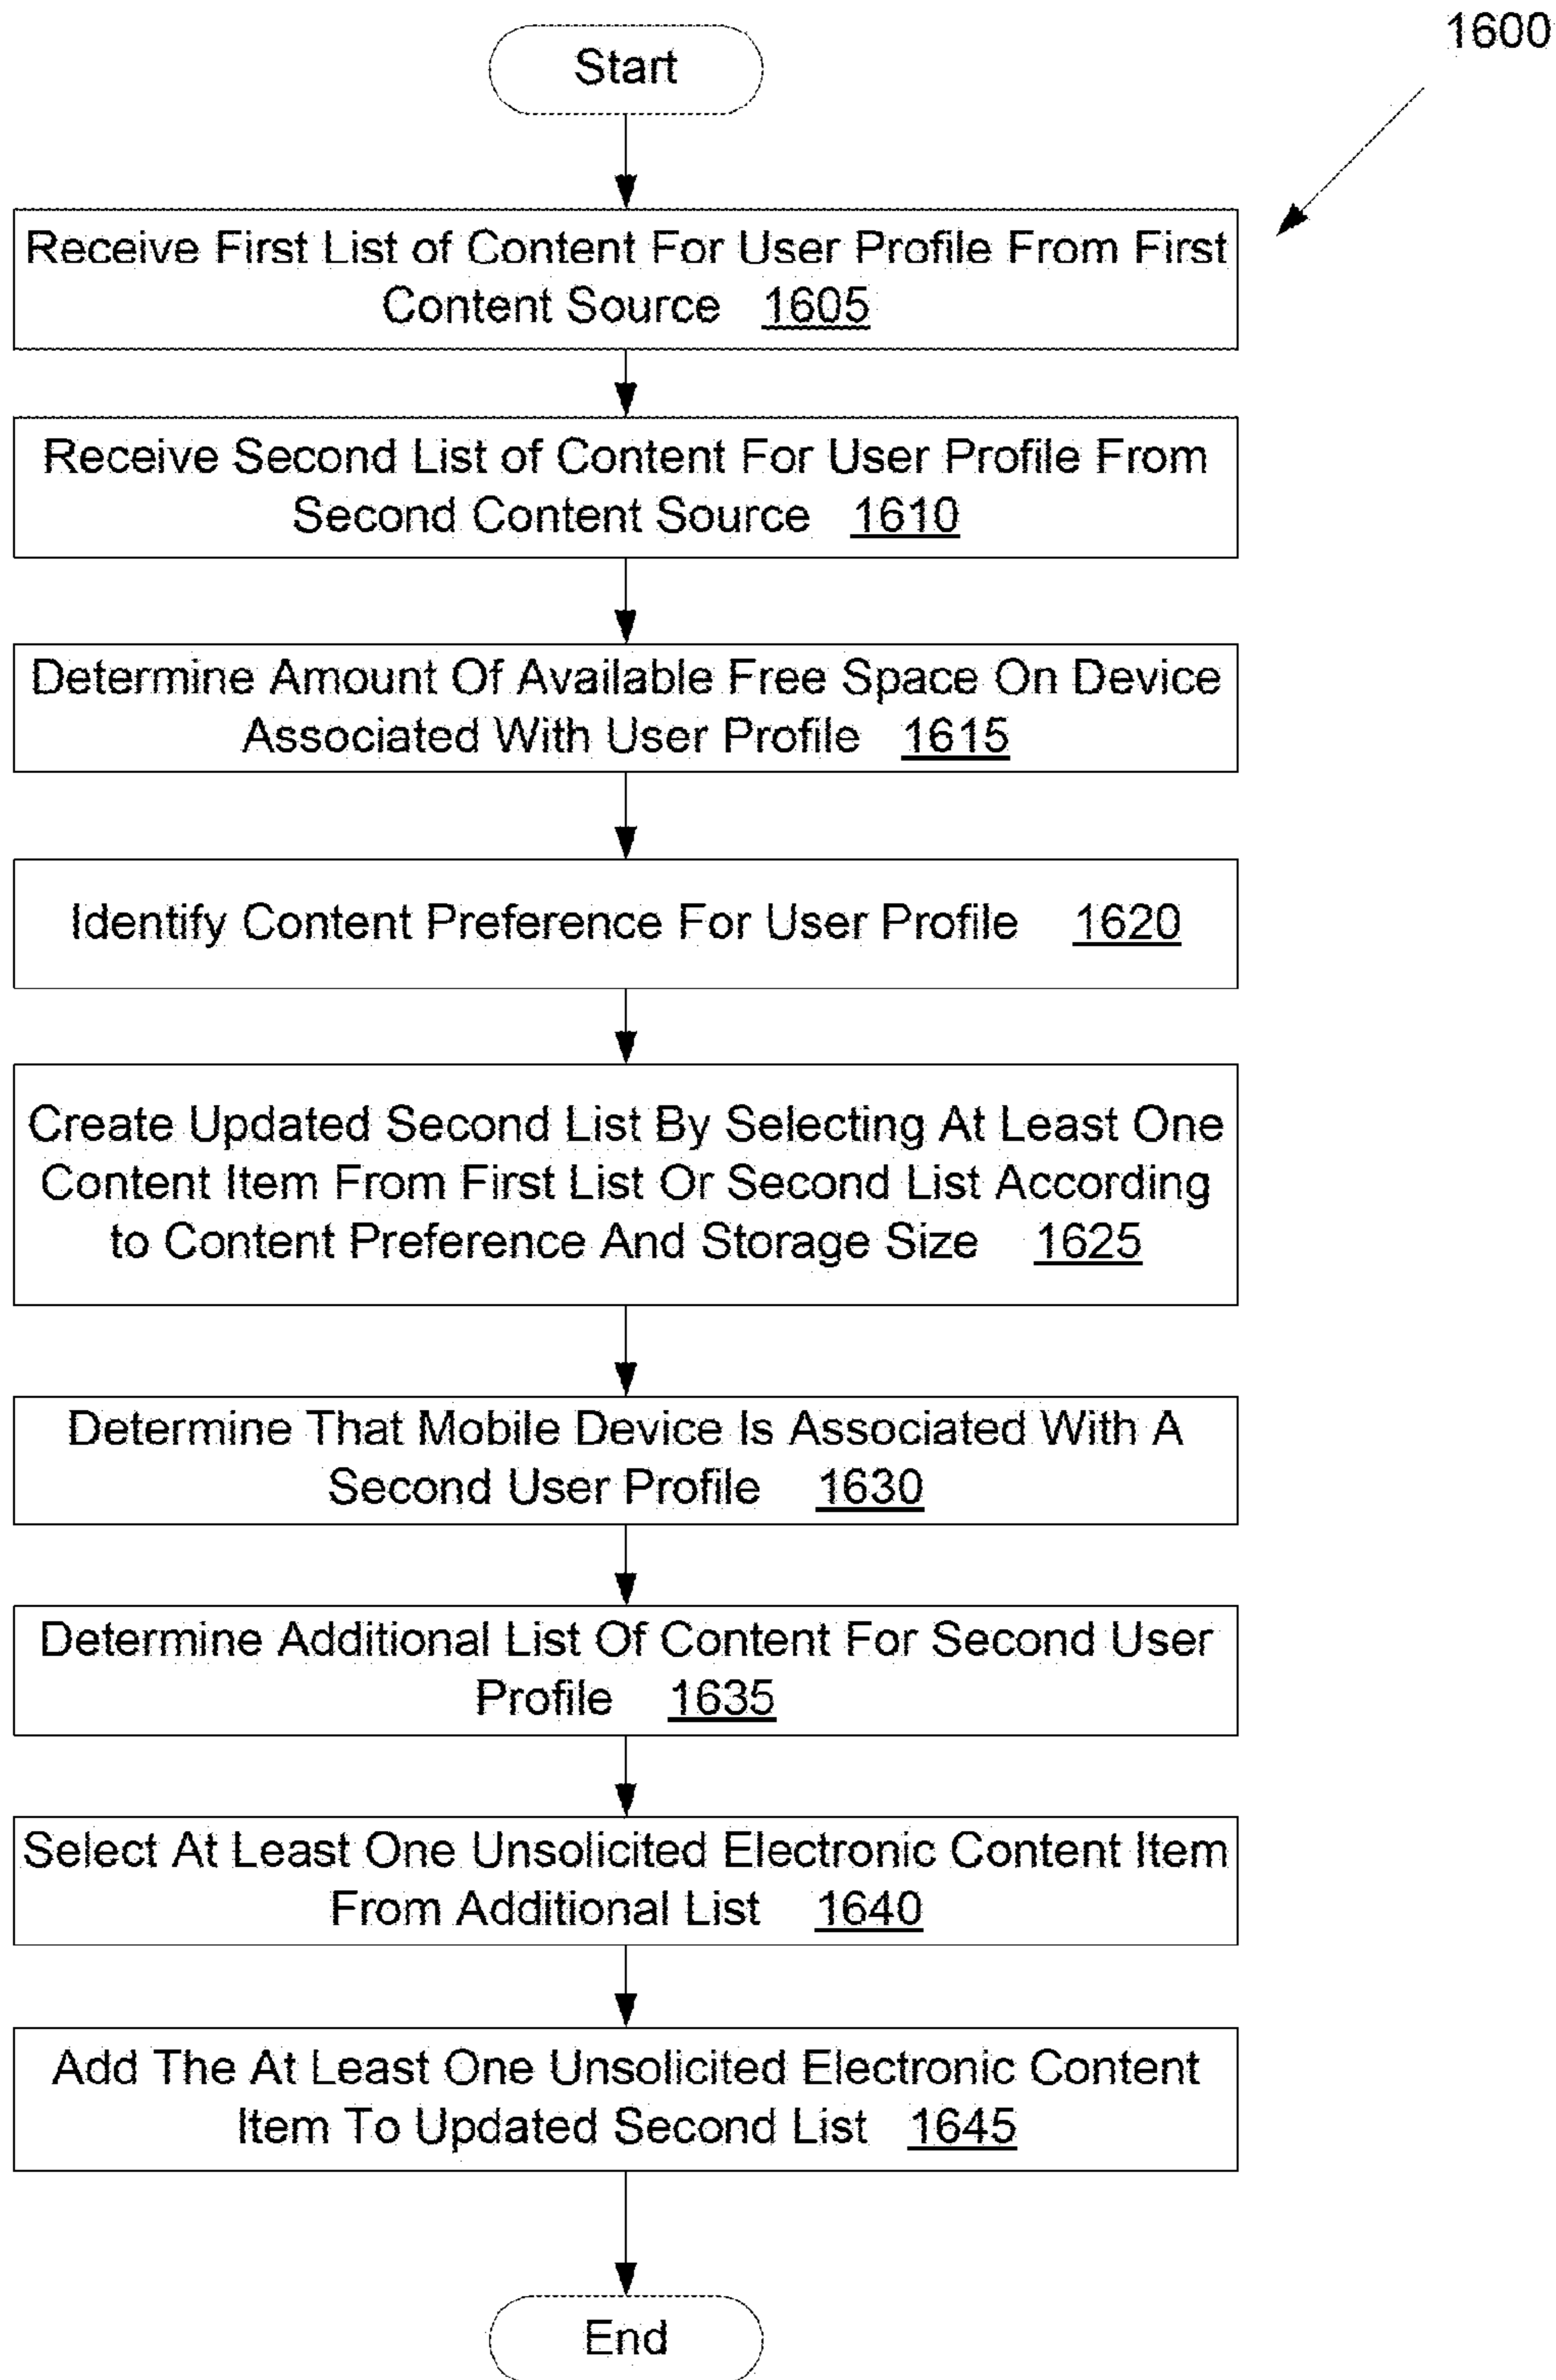 1600
Start
Receive First List of Content For User Profile From First
Content Source 1605
Receive Second List of Content For User Profile From
Second Content Source 1610
Determine Amount Of Available Free Space On Device
Associated With User Profile 1615
Identify Content Preference For User Profile 1620
Create Updated Second List By Selecting At Least One
Content Item From First List Or Second List According
to Content Preference And Storage Size 1625
Determine That Mobile Device Is Associated With A
Second User Profile 1630
Determine Additional List Of Content For Second User
Profile 1635
Select At Least One Unsolicited Electronic Content Item
From Additional List 1640
Add The At Least One Unsolicited Electronic Content
Item To Updated Second List 1645
End